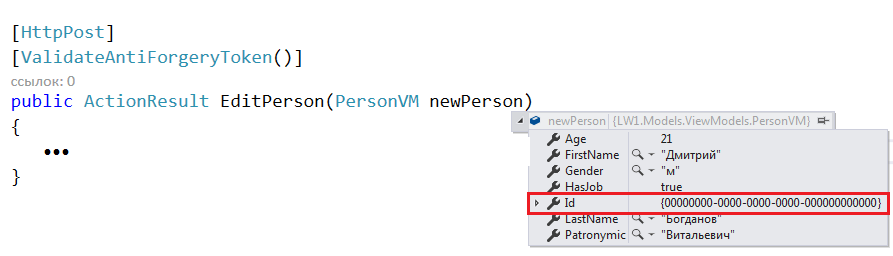 [HttpPost]
[ValidateAntiForgeryToken()]
ссылок: 0
public ActionResult EditPerson(PersonVM newPerson)
{
newPerson {LW1.Models.ViewModels.PersonVM}
Age 21
FirstName "Дмитрий"
Gender "м"
HasJob true
Id {00000000-0000-0000-0000-000000000000}
LastName "Богданов"
Patronymic "Витальевич"
•••
}